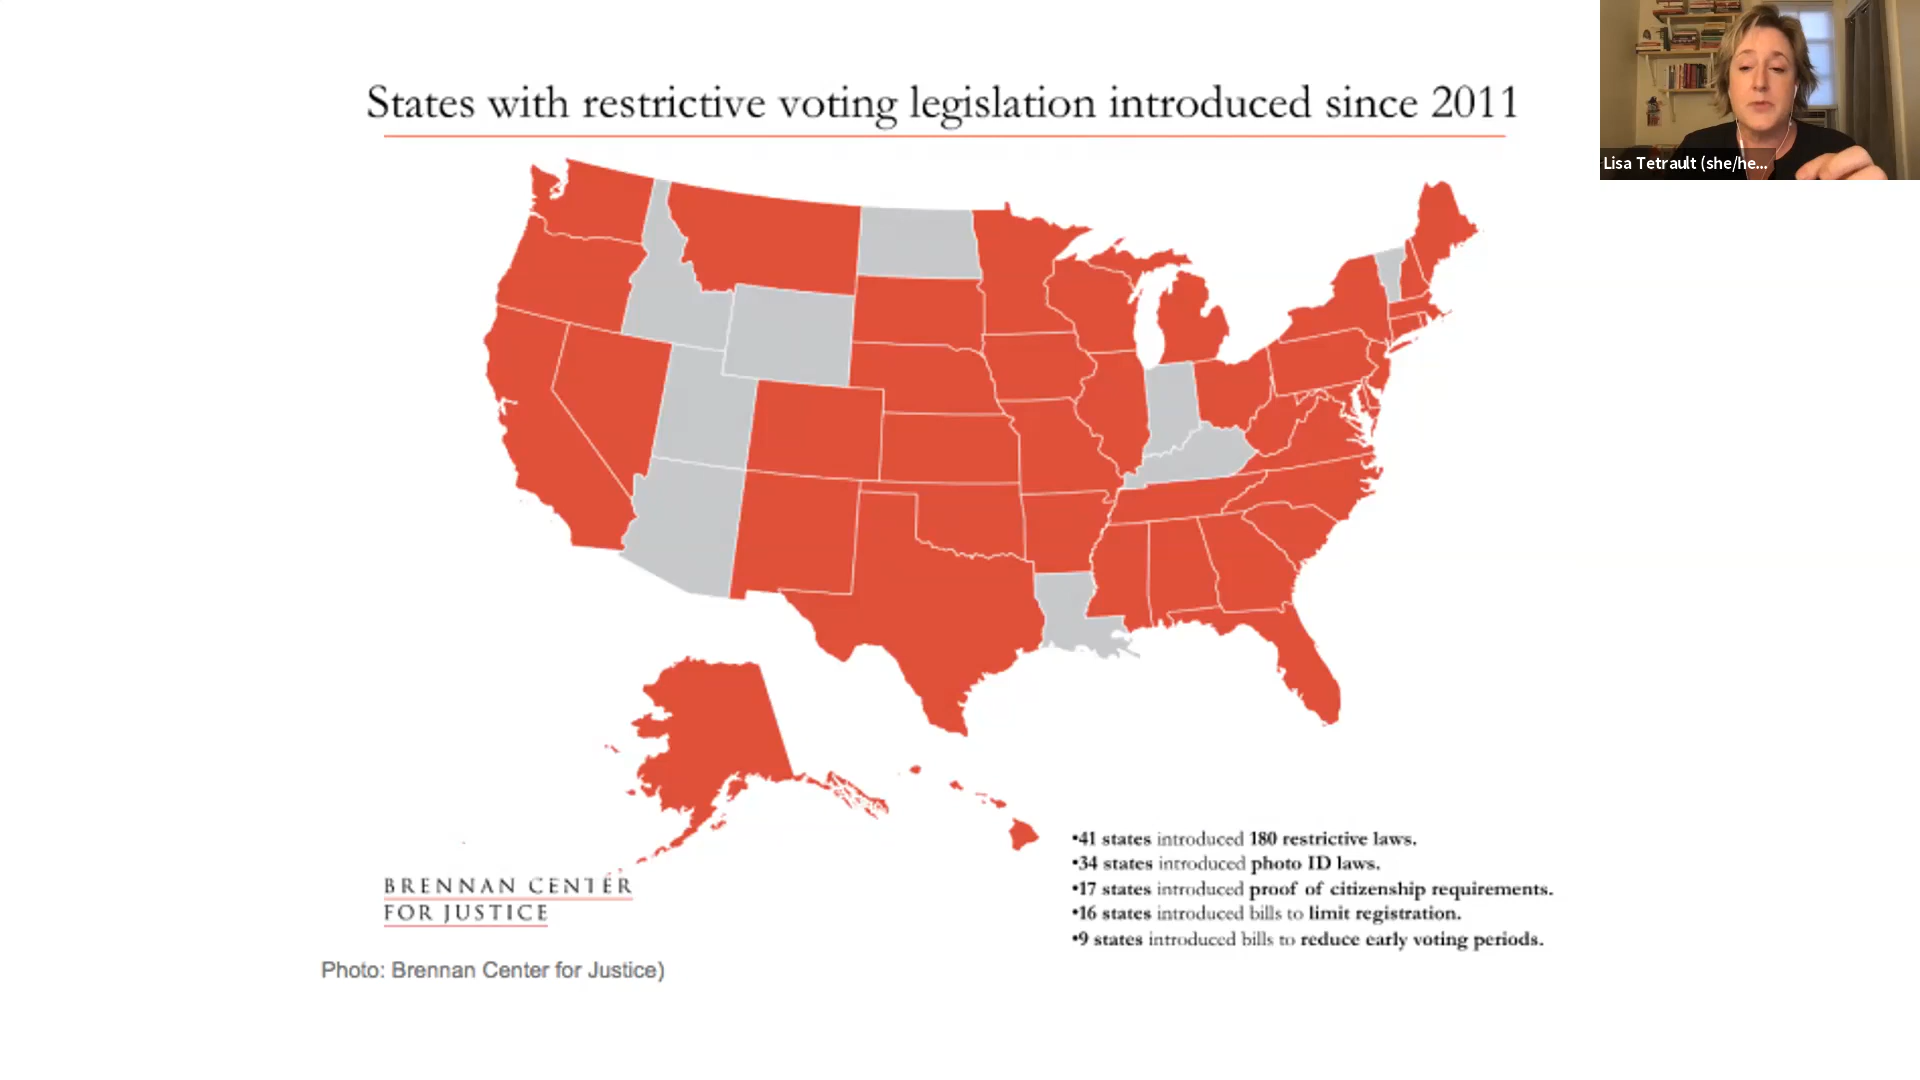 States with restrictive voting legislation introduced since 2011
Lisa Tetrault (she/he...
•41 states introduced 180 restrictive laws.
•34 states introduced photo ID laws.
•17 states introduced proof of citizenship requirements.
•16 states introduced bills to limit registration.
•9 states introduced bills to reduce early voting periods.
BRENNAN CENTER
FOR JUSTICE
Photo: Brennan Center for Justice)